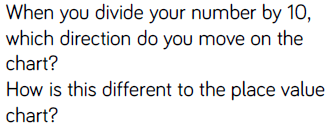 When you divide your number by 10,
which direction do you move on the
chart?
How is this different to the place value
chart?